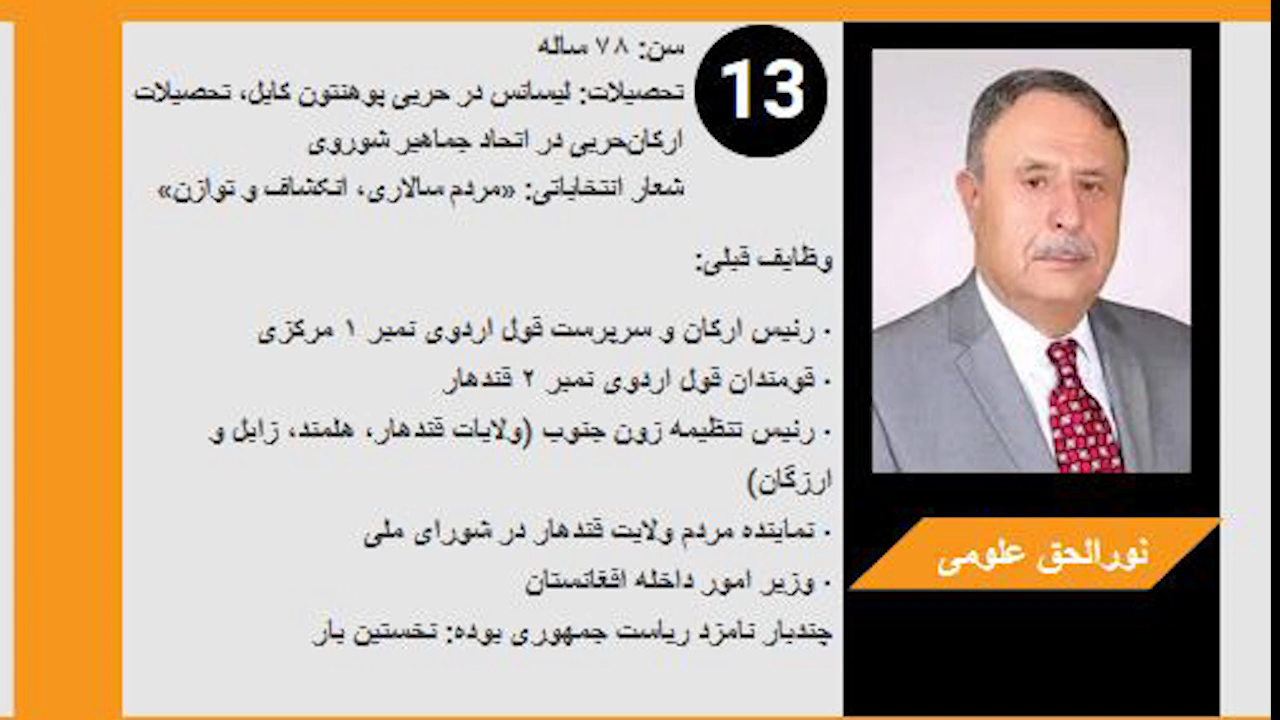 13
سن: ۷۸ ساله
تحصیلات: لیسانس در حربی پوهنتون کابل، تحصیلات
ارکان‌حربی در اتحاد جماهیر شوروی
شعار انتخاباتی: «مردم سالاری، انکشاف و توازن»
وظایف قبلی:
· رئیس ارکان و سرپرست قول اردوی نمبر ۱ مرکزی
· قومندان قول اردوی نمبر ۲ قندهار
· رئیس تنظیمه زون جنوب (ولایات قندهار، هلمند، زابل و
ارزگان)
· نماینده مردم ولایت قندهار در شورای ملی
· وزیر امور داخله افغانستان
چندبار نامزد ریاست جمهوری بوده: نخستین بار
نورالحق علومی